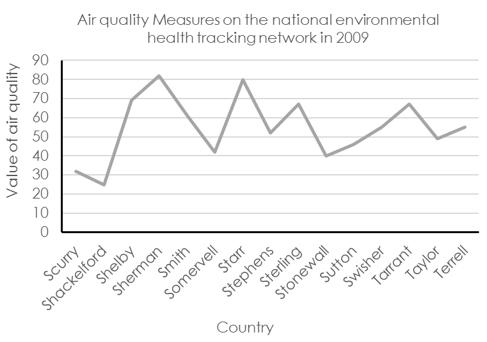 Air quality Measures on the national environmental
health tracking network in 2009
Value of air quality
90
80
70
60
50
40
30
20
10
0
Scurry
Shackelford
Shelby
Sherman
Smith
Somervell
Starr
Stephens
Sterling
Stonewall
Sutton
Swisher
Tarrant
Taylor
Terrell
Country